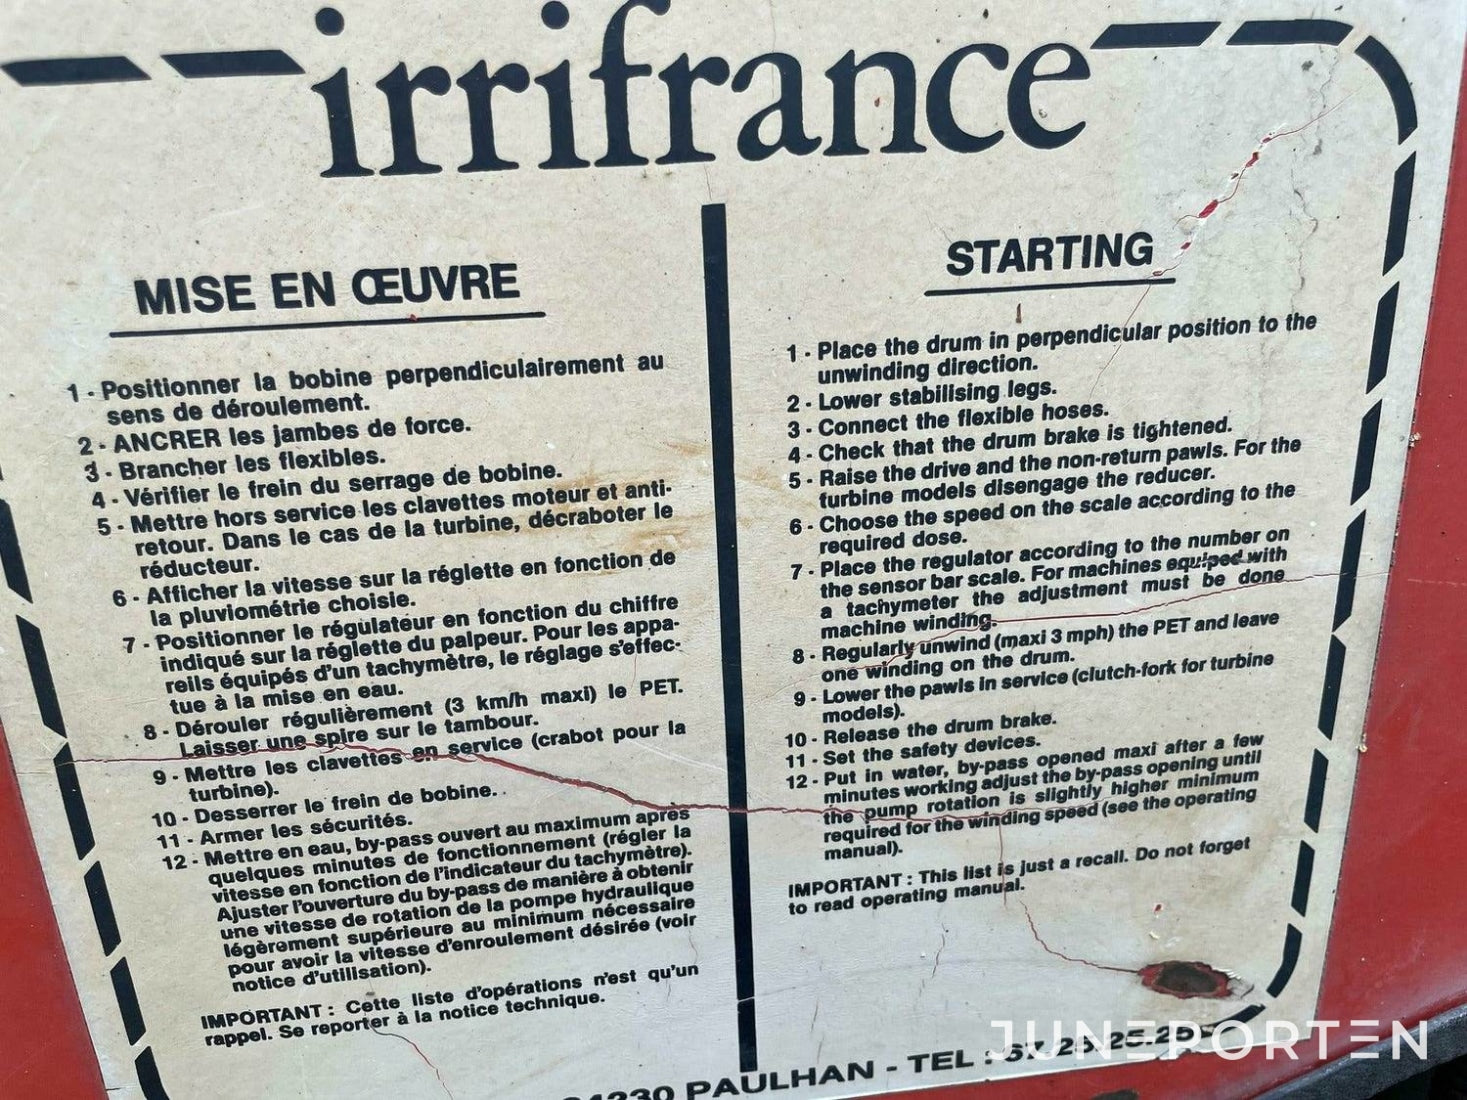 irrifrance
MISE EN ŒUVRE
1 - Positionner la bobine perpendiculairement au
sens de déroulement.
2 - ANCRER les jambes de force.
3 - Brancher les flexibles.
4 - Vérifier le frein du serrage de bobine.
5 - Mettre hors service les clavettes moteur et anti-
retour. Dans le cas de la turbine, décraboter le
réducteur.
6 - Afficher la vitesse sur la réglette en fonction de
la pluviométrie choisie.
7 - Positionner le régulateur en fonction du chiffre
indiqué sur la réglette du palpeur. Pour les appa-
reils équipés d'un tachymètre, le réglage s'effec-
tue à la mise en eau.
8 - Dérouler régulièrement (3 km/h maxi) le PET.
Laisser une spire sur le tambour.
9 - Mettre les clavettes en service (crabot pour la
turbine).
10 - Desserrer le frein de bobine.
11 - Armer les sécurités.
12 - Mettre en eau, by-pass ouvert au maximum après
quelques minutes de fonctionnement (régler la
vitesse en fonction de l'indicateur du tachymètre).
Ajuster l'ouverture du by-pass de manière à obtenir
une vitesse de rotation de la pompe hydraulique
légèrement supérieure au minimum nécessaire
pour avoir la vitesse d'enroulement désirée (voir
notice d'utilisation).
IMPORTANT : Cette liste d'opérations n'est qu'un
rappel. Se reporter à la notice technique.
STARTING
1 - Place the drum in perpendicular position to the
unwinding direction.
2 - Lower stabilising legs.
3 - Connect the flexible hoses.
4 - Check that the drum brake is tightened.
5 - Raise the drive and the non-return pawls. For the
turbine models disengage the reducer.
6 - Choose the speed on the scale according to the
required dose.
7 - Place the regulator according to the number on
the sensor bar scale. For machines equiped with
a tachymeter the adjustment must be done
machine winding.
8 - Regularly unwind (maxi 3 mph) the PET and leave
one winding on the drum.
9 - Lower the pawls in service (clutch-fork for turbine
models).
10 - Release the drum brake.
11 - Set the safety devices.
12 - Put in water, by-pass opened maxi after a few
minutes working adjust the by-pass opening until
the pump rotation is slightly higher minimum
required for the winding speed (see the operating
manual).
IMPORTANT : This list is just a recall. Do not forget
to read operating manual.
34230 PAULHAN - TEL : 67.25.25.25
JUNEPORTEN